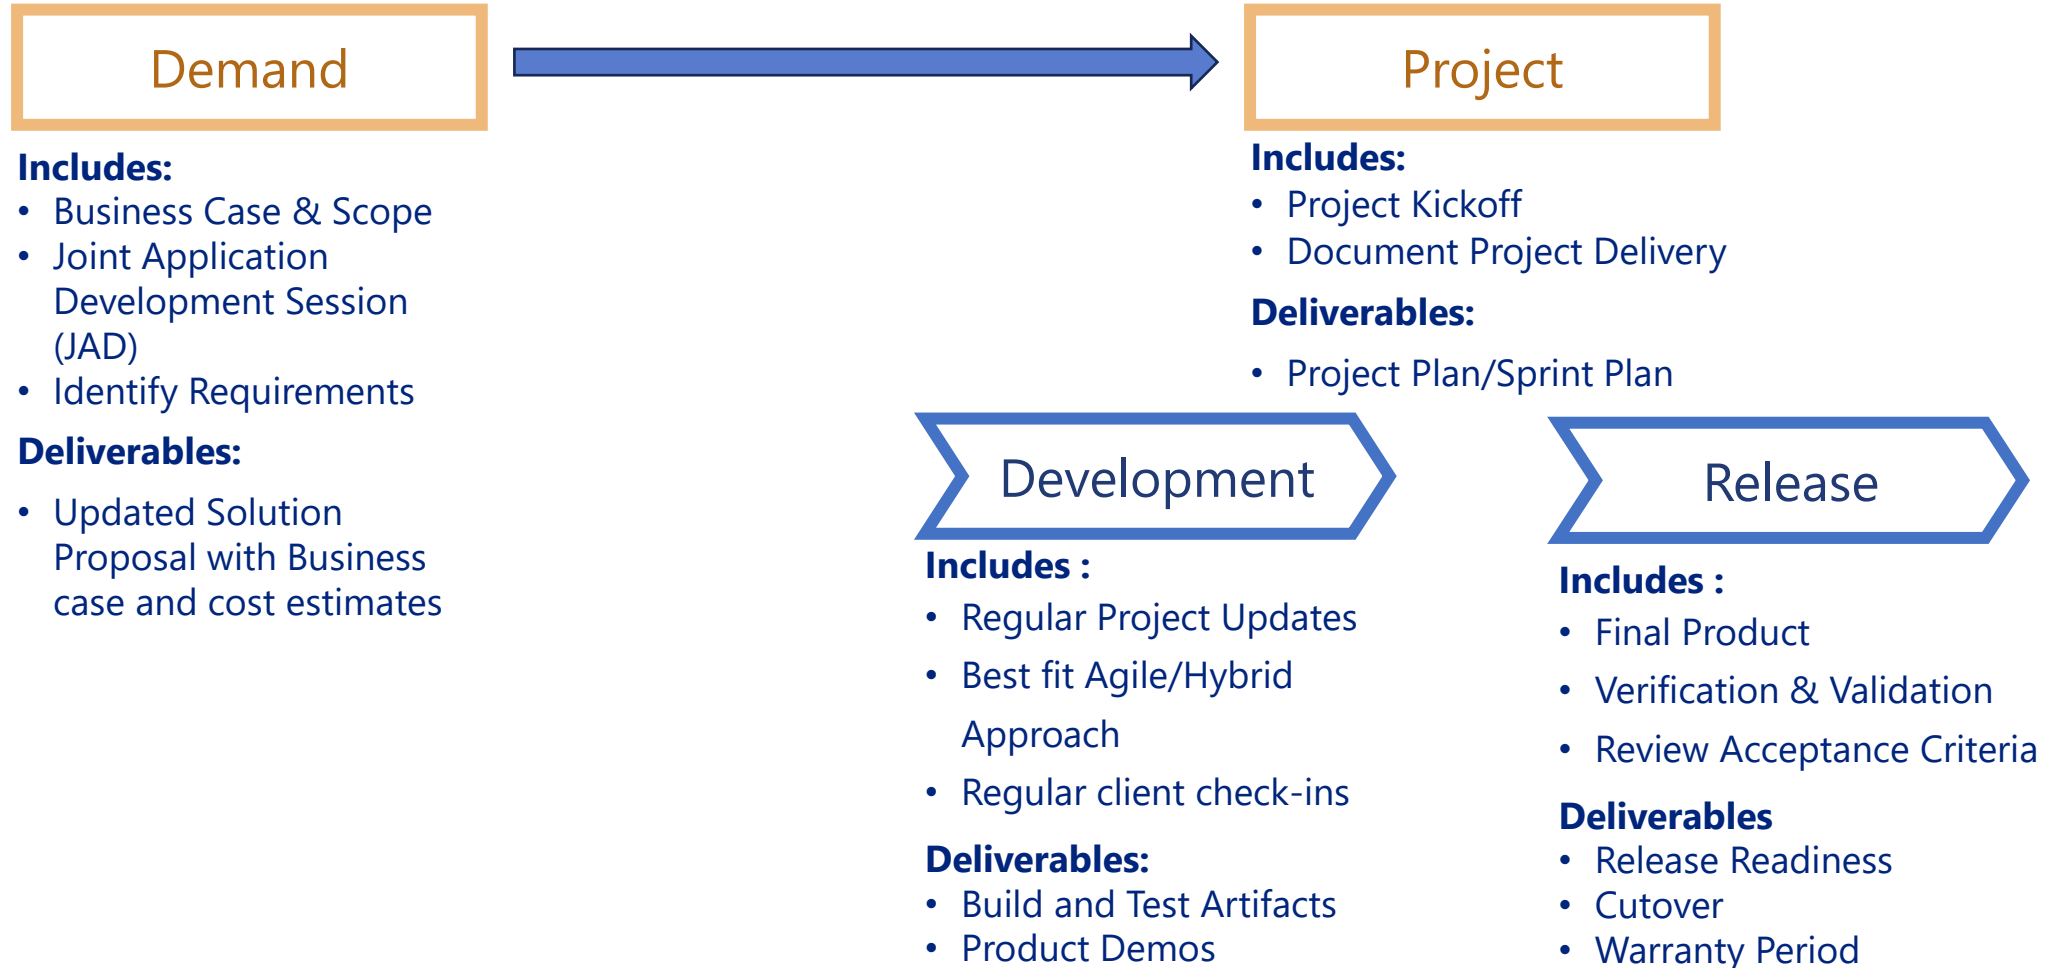 Demand
Includes:
• Business Case & Scope
• Joint Application
Development Session
(JAD)
• Identify Requirements
Deliverables:
• Updated Solution
Proposal with Business
case and cost estimates
Project
Includes:
• Project Kickoff
• Document Project Delivery
Deliverables:
• Project Plan/Sprint Plan
Development
Includes :
• Regular Project Updates
• Best fit Agile/Hybrid
Approach
• Regular client check-ins
Deliverables:
• Build and Test Artifacts
• Product Demos
Release
Includes :
• Final Product
• Verification & Validation
• Review Acceptance Criteria
Deliverables
• Release Readiness
• Cutover
• Warranty Period